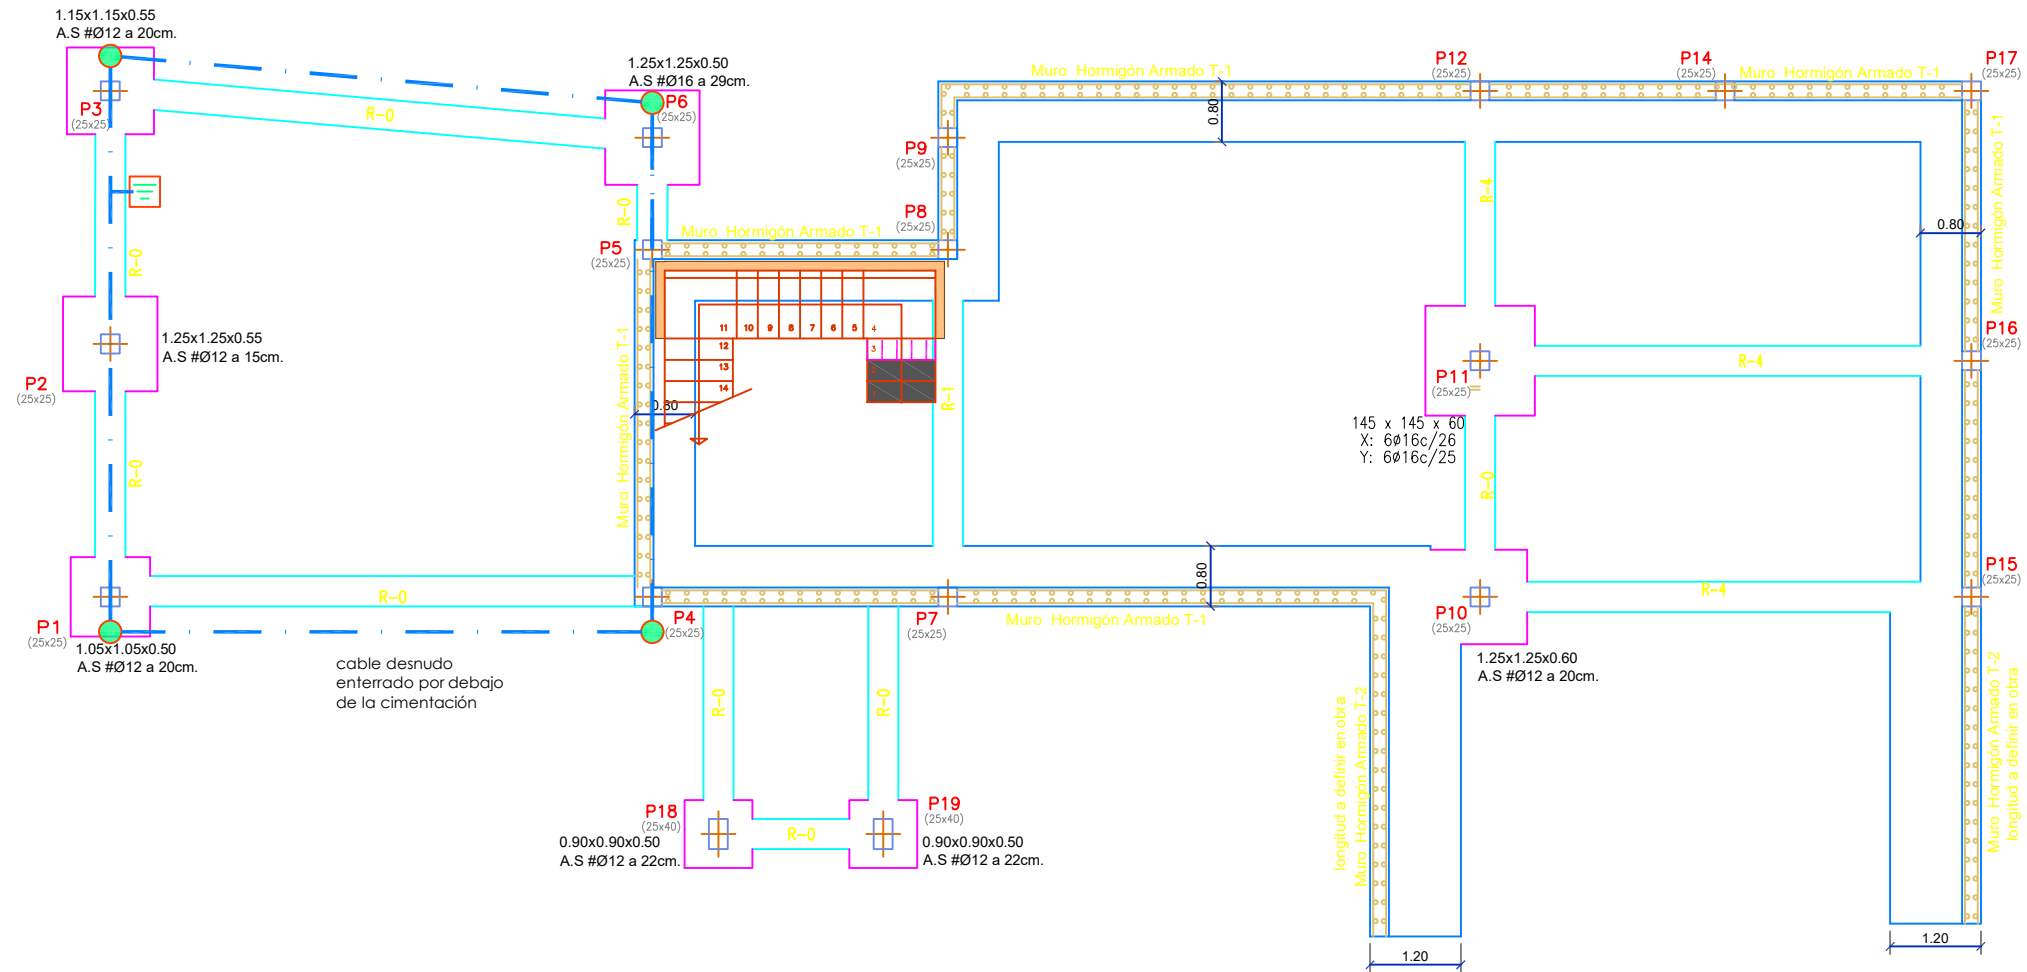 1.15x1.15x0.55
A.S #Ø12 a 20cm.
P3
(25x25)
R-0
1.25x1.25x0.50
A.S #Ø16 a 29cm.
P6
(25x25)
Muro Hormigón Armado T-1
P12
(25x25)
P14
(25x25)
Muro Hormigón Armado T-1
P17
(25x25)
0.80
P9
(25x25)
P8
(25x25)
R-0
Muro Hormigón Armado T-1
P5
(25x25)
R-4
0.80
Muro Hormigón Armado T-1
R-0
11
10
9
8
7
6
5
4
12
3
13
2
14
1
1.25x1.25x0.55
A.S #Ø12 a 15cm.
P2
(25x25)
P16
(25x25)
R-4
P11
(25x25)
145 x 145 x 60
X: 6Ø16c/26
Y: 6Ø16c/25
Muro Hormigón Armado T-1
0.80
R-1
R-0
R-0
0.80
R-0
R-4
P15
(25x25)
P1
(25x25)
1.05x1.05x0.50
A.S #Ø12 a 20cm.
P4
(25x25)
P7
(25x25)
Muro Hormigón Armado T-1
P10
(25x25)
1.25x1.25x0.60
A.S #Ø12 a 20cm.
cable desnudo
enterrado por debajo
de la cimentación
R-0
R-0
longitud a definir en obra
Muro Hormigón Armado T-2
Muro Hormigón Armado T-2
longitud a definir en obra
P18
(25x40)
0.90x0.90x0.50
A.S #Ø12 a 22cm.
R-0
P19
(25x40)
0.90x0.90x0.50
A.S #Ø12 a 22cm.
1.20
1.20